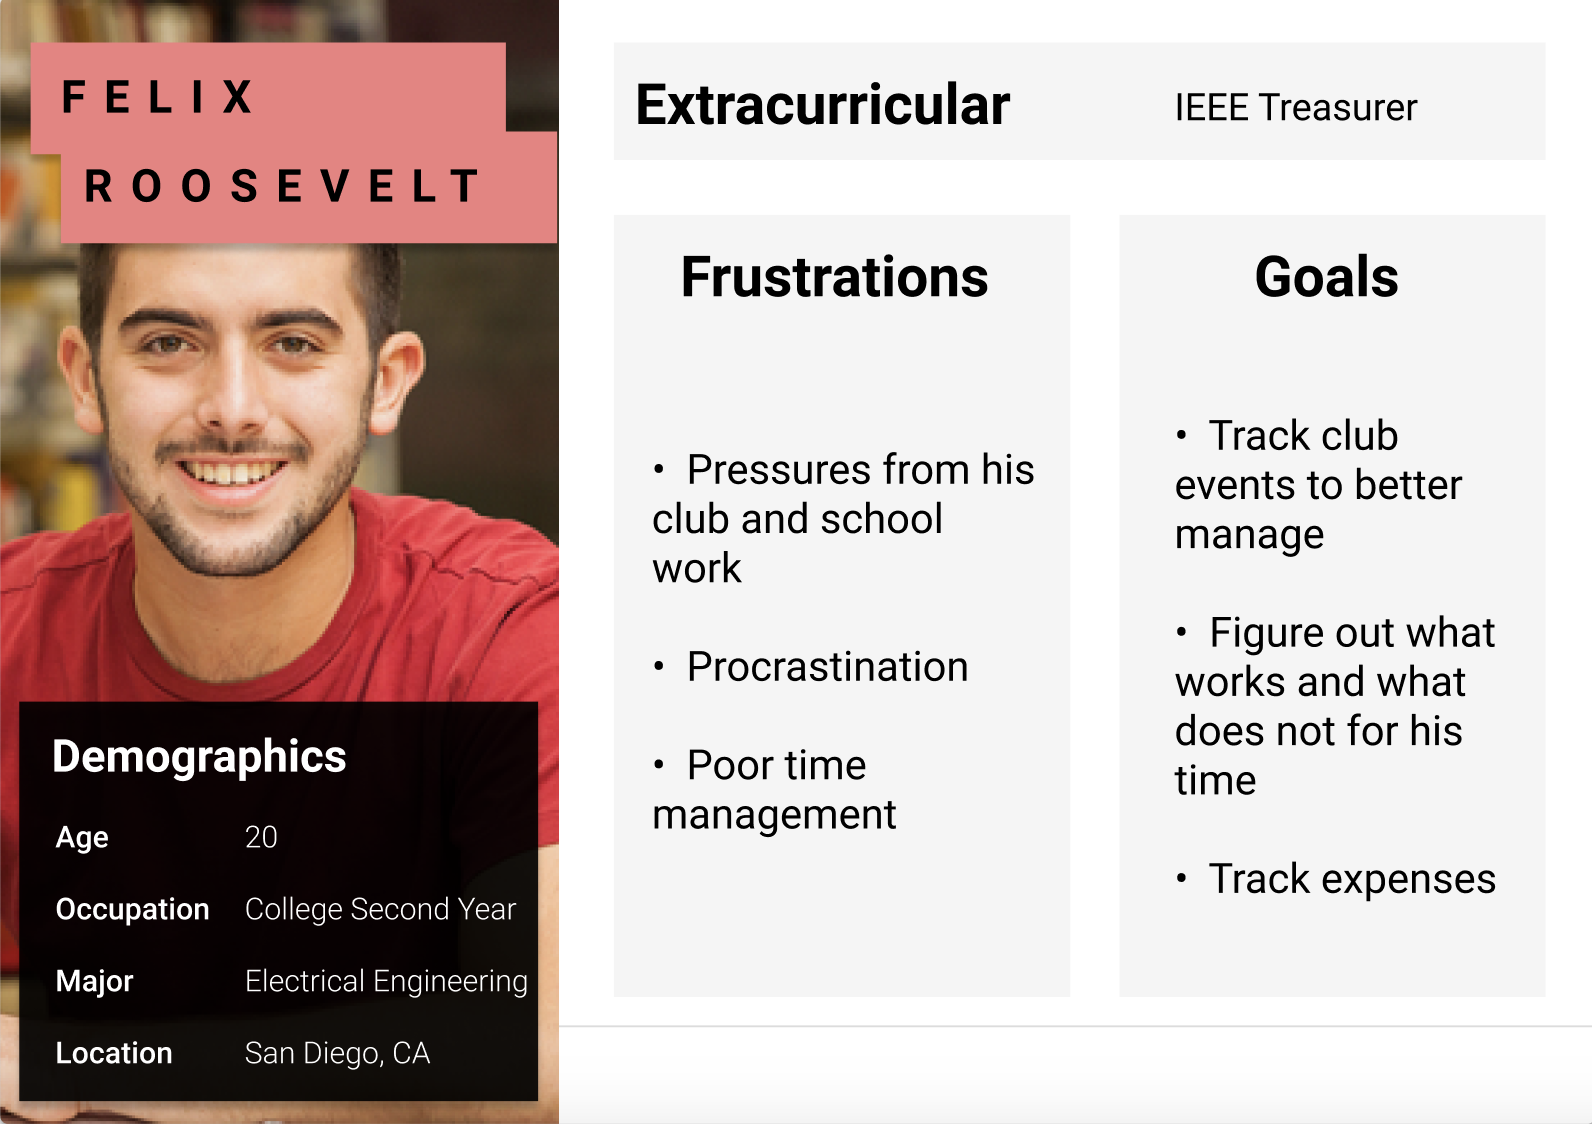 FELIX
ROOSEVELT
Demographics
Age 20
Occupation College Second Year
Major Electrical Engineering
Location San Diego, CA
Extracurricular IEEE Treasurer
Frustrations
• Pressures from his
club and school
work
• Procrastination
• Poor time
management
Goals
• Track club
events to better
manage
• Figure out what
works and what
does not for his
time
• Track expenses